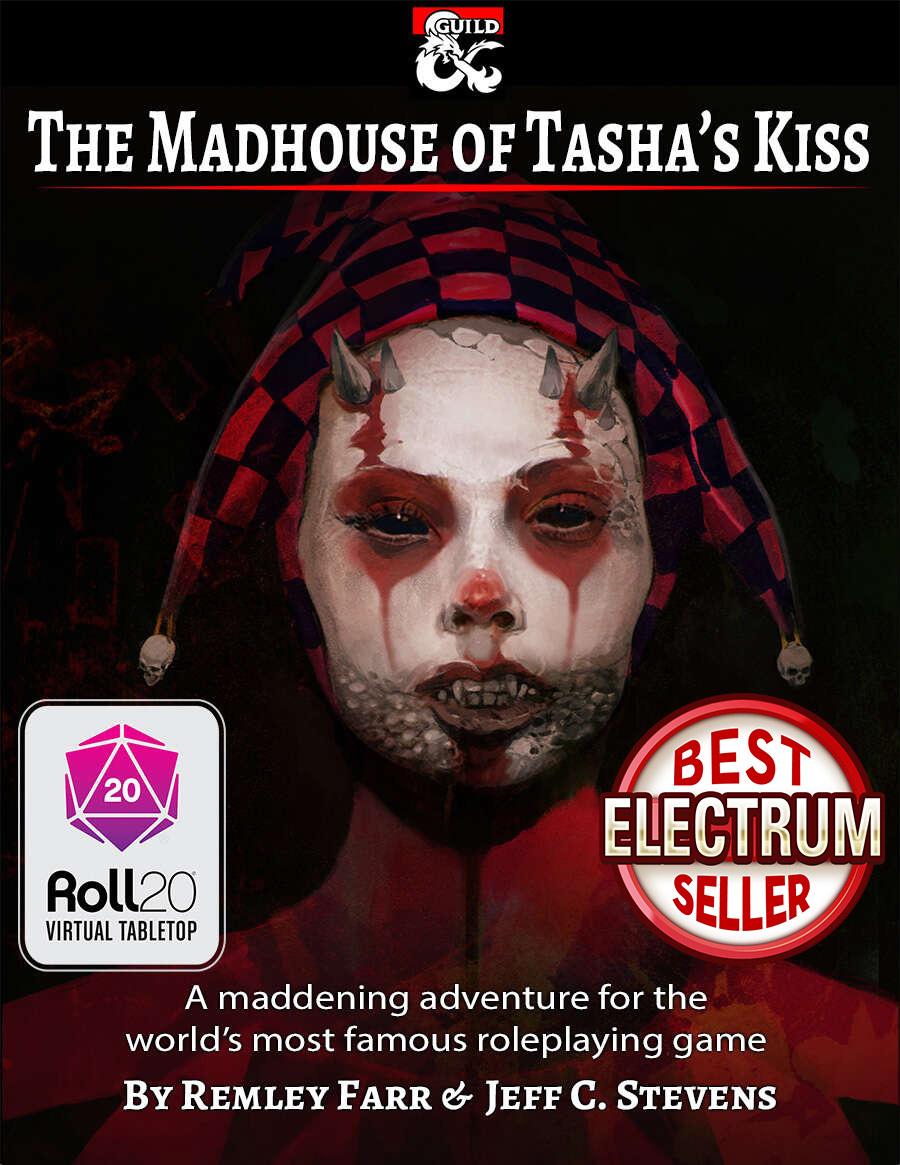 GUILD
THE MADHOUSE OF TASHA'S KISS
20
Roll20®
VIRTUAL TABLETOP
BEST
ELECTRUM
SELLER
A maddening adventure for the
world's most famous roleplaying game
BY REMLEY FARR & JEFF C. STEVENS